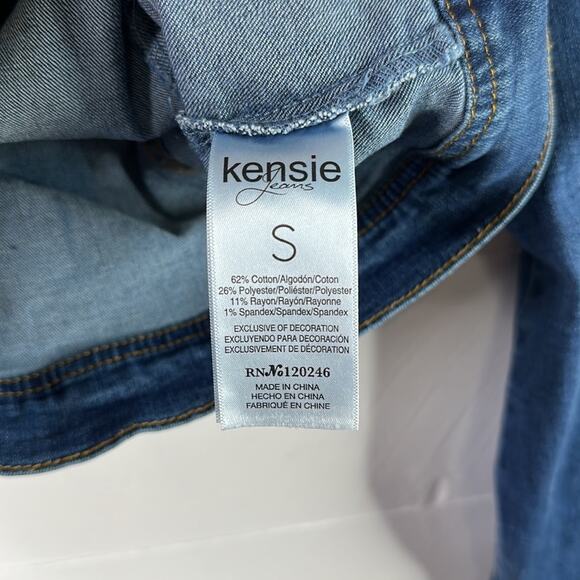 kensie
Jeans
S
62% Cotton/Algodón/Coton
26% Polyester/Poliéster/Polyester
11% Rayon/Rayón/Rayonne
1% Spandex/Spandex/Spandex
EXCLUSIVE OF DECORATION
EXCLUYENDO PARA DECORACIÓN
EXCLUSIVEMENT DE DÉCORATION
RN№120246
MADE IN CHINA
HECHO EN CHINA
FABRIQUÉ EN CHINE